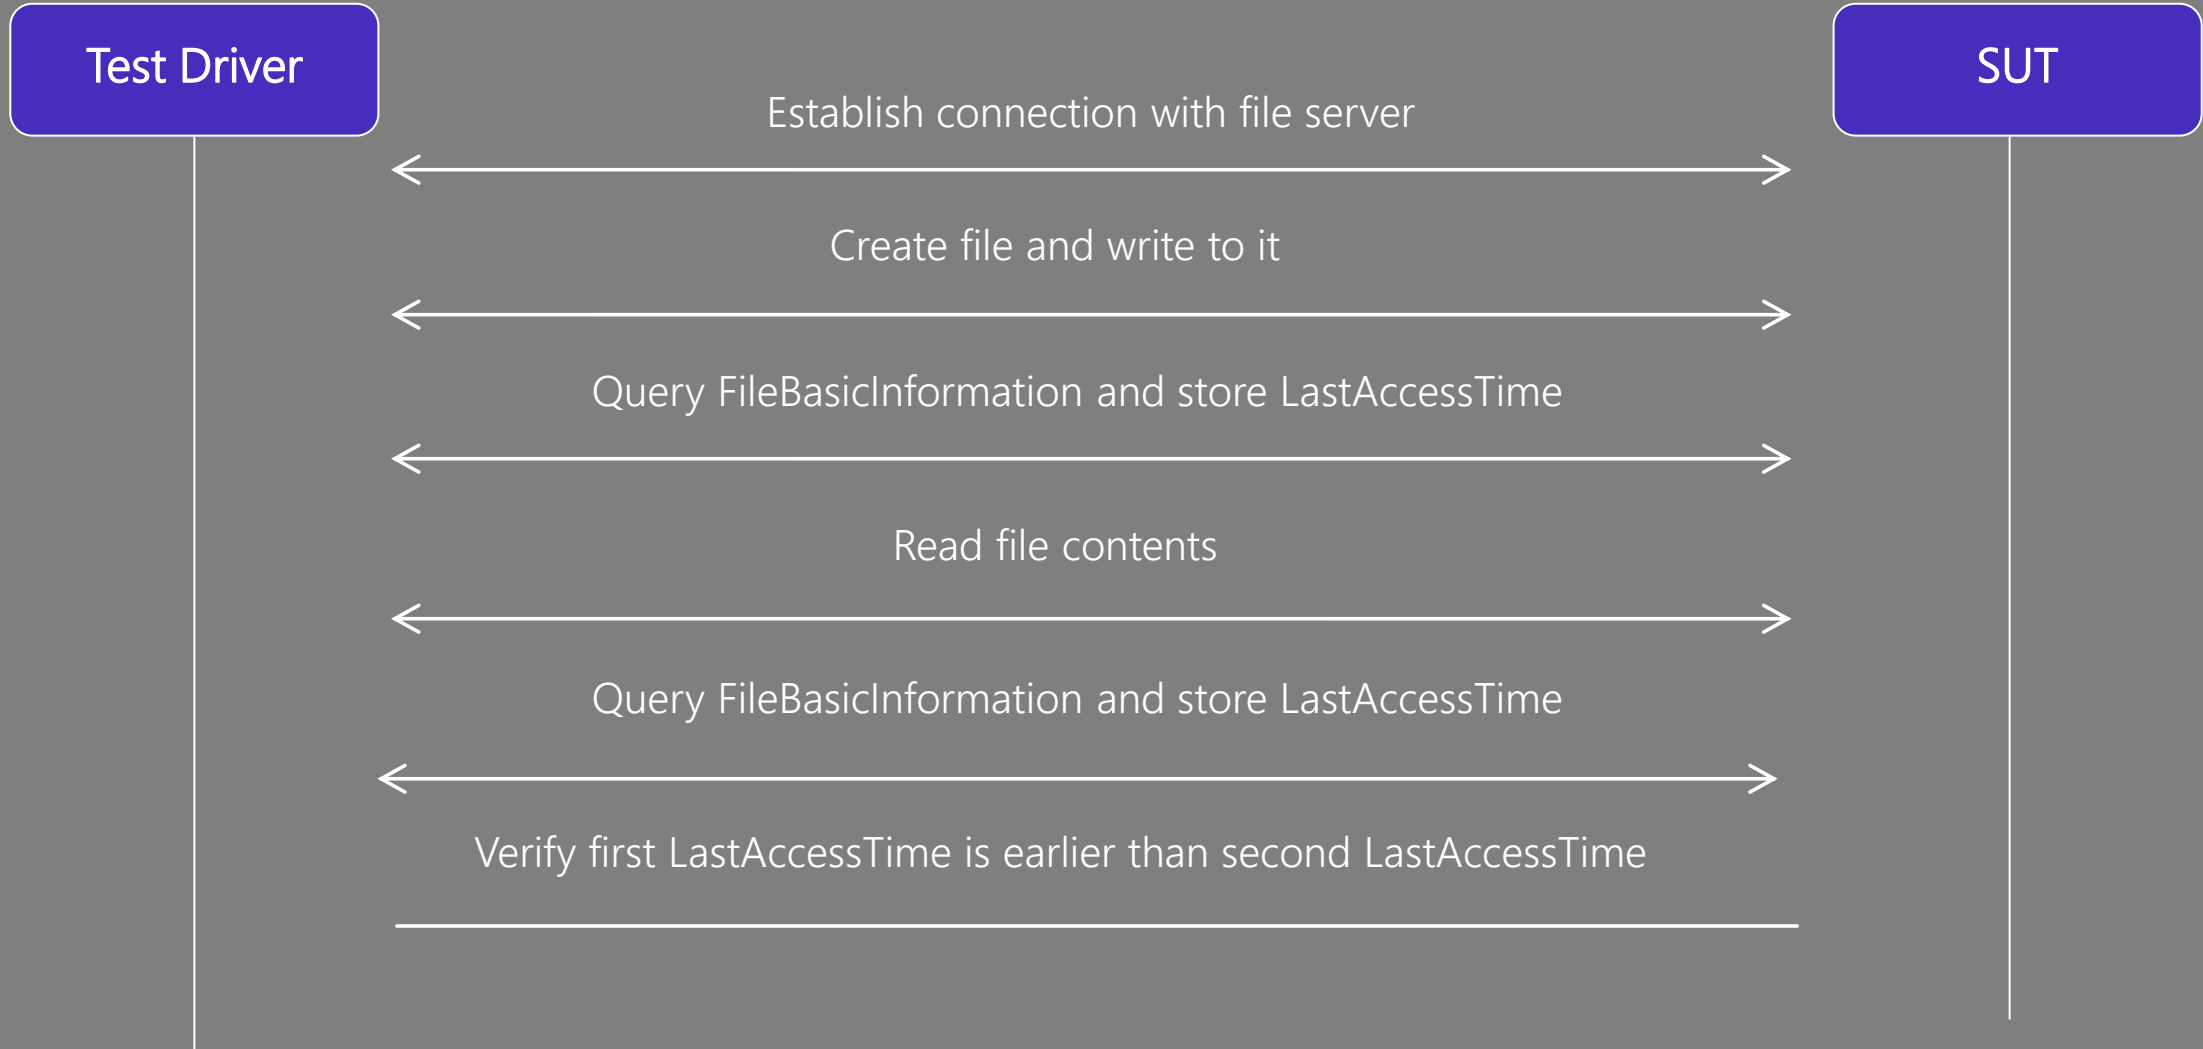 Test Driver
SUT
Establish connection with file server
Create file and write to it
Query FileBasicInformation and store LastAccessTime
Read file contents
Query FileBasicInformation and store LastAccessTime
Verify first LastAccessTime is earlier than second LastAccessTime